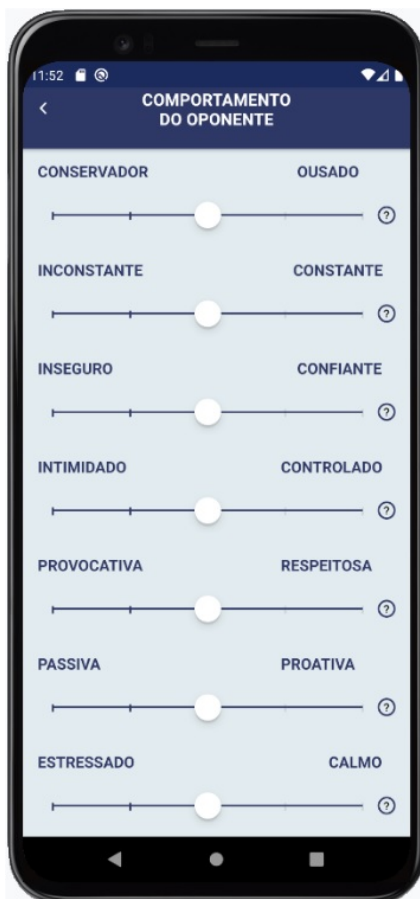 11:52
COMPORTAMENTO
DO OPONENTE
CONSERVADOR OUSADO
?
INCONSTANTE CONSTANTE
?
INSEGURO CONFIANTE
?
INTIMIDADO CONTROLADO
?
PROVOCATIVA RESPEITOSA
?
PASSIVA PROATIVA
?
ESTRESSADO CALMO
?